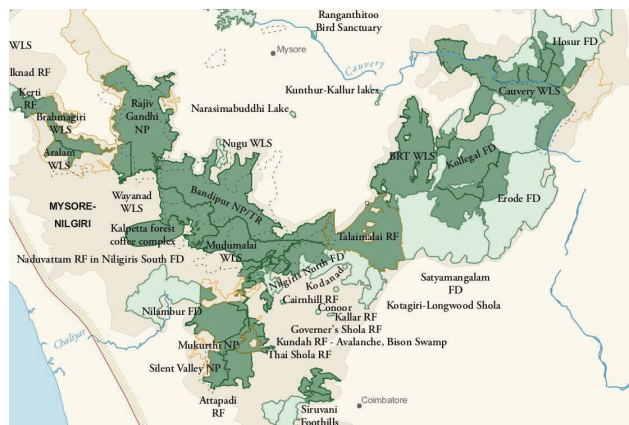 Ranganthitoo
Bird Sanctuary
Hosur FD
WLS
Mysore
lknad RF
Cauvery
Kerti
RF
Rajiv
Gandhi
NP
Kunthur-Kallur lakes
Cauvery WLS
Narasimabuddhi Lake
Brahmagiri
WLS
Nugu WLS
Aralam
WLS
BRT WLS
Kollegal FD
Wayanad
WLS
Bandipur NP/TR
Erode FD
MYSORE-
NILGIRI
Kalpetta forest
coffee complex
Mudumalai
WLS
Talaimalai RF
Naduvattam RF in Niligiris South FD
Nilgiris North FD
Kodanad
Satyamangalam
FD
Cairnhill RF
Kotagiri-Longwood Shola
Nilambur FD
Conoor
Kallar RF
Governer's Shola RF
Chaliyar
Mukurthi NP
Kundah RF - Avalanche, Bison Swamp
Thai Shola RF
Silent Valley NP
Attapadi
RF
Siruvani
Foothills
Coimbatore